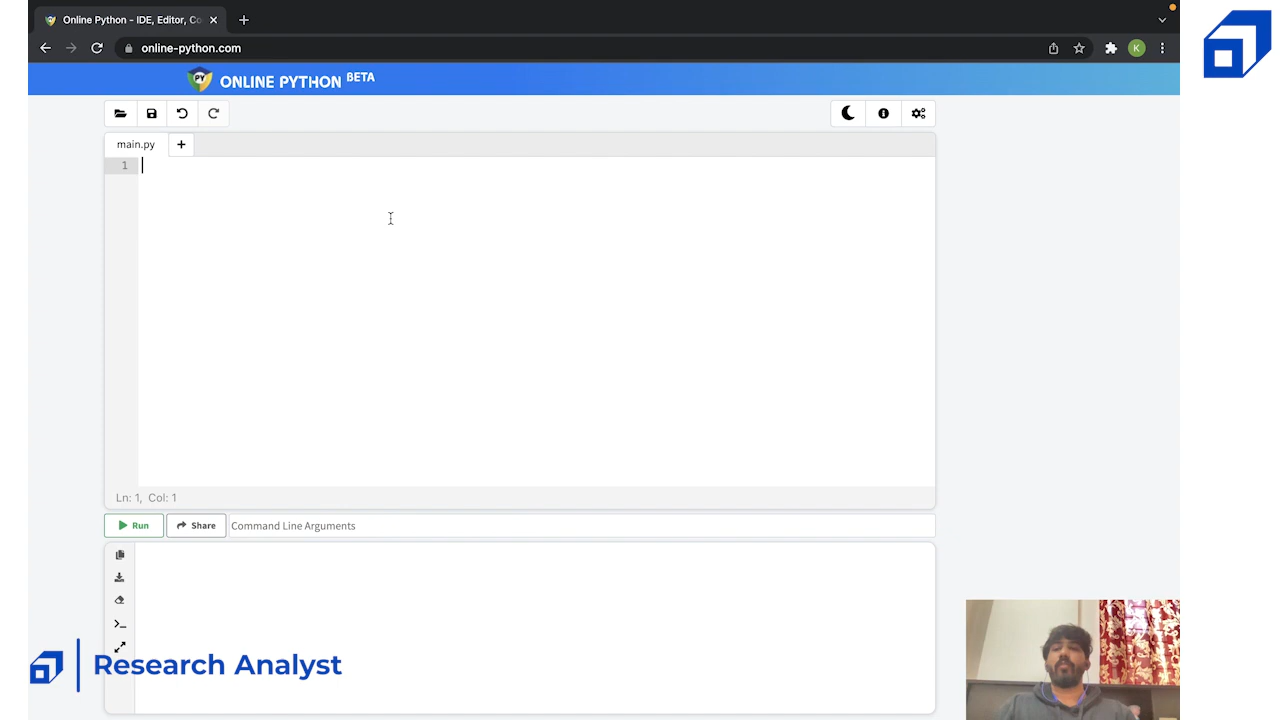 Online Python - IDE, Editor, Co
online-python.com
K
PY
ONLINE PYTHON BETA
main.py
+
1
Ln: 1, Col: 1
Run
Share
Command Line Arguments
Research Analyst